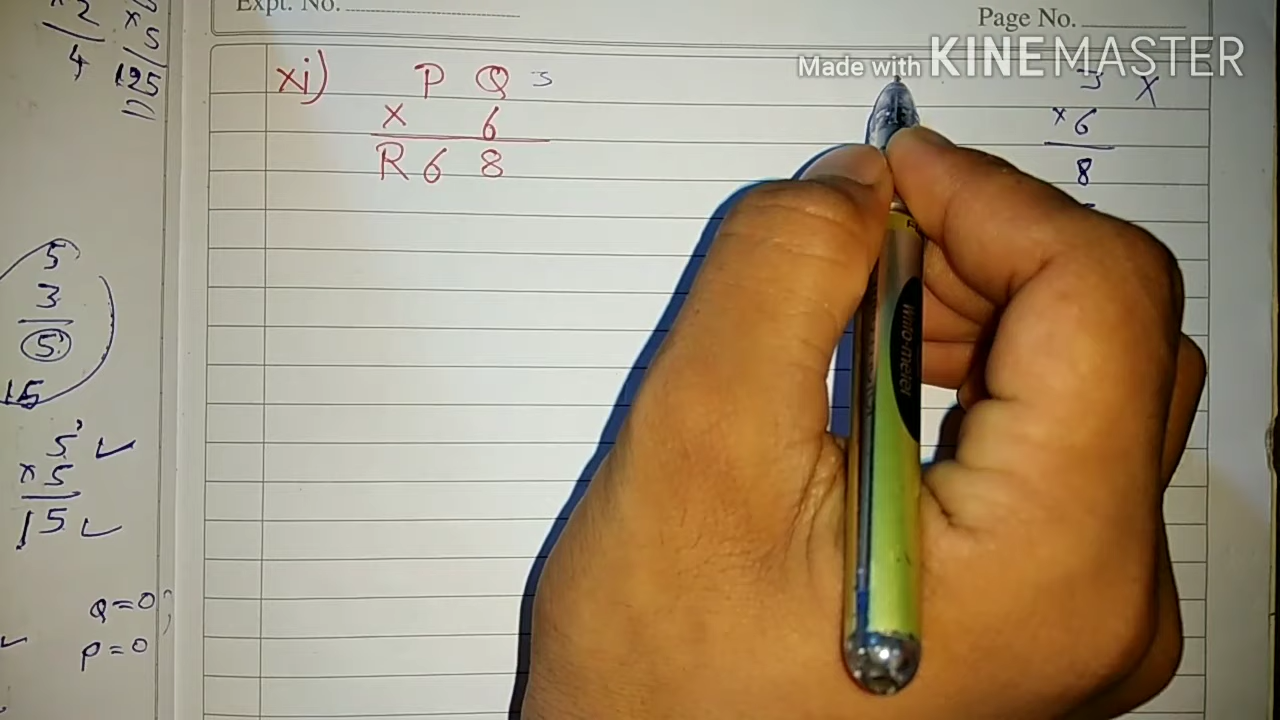 Expt. No.
Page No.
Made with KINEMASTER
xi) P Q 5
× 6
R 6 8
3 X
× 6
8
2
4
× 5
125
5
3
5
15
5 ✓
× 5
15 ✓
Q=0;
P=0